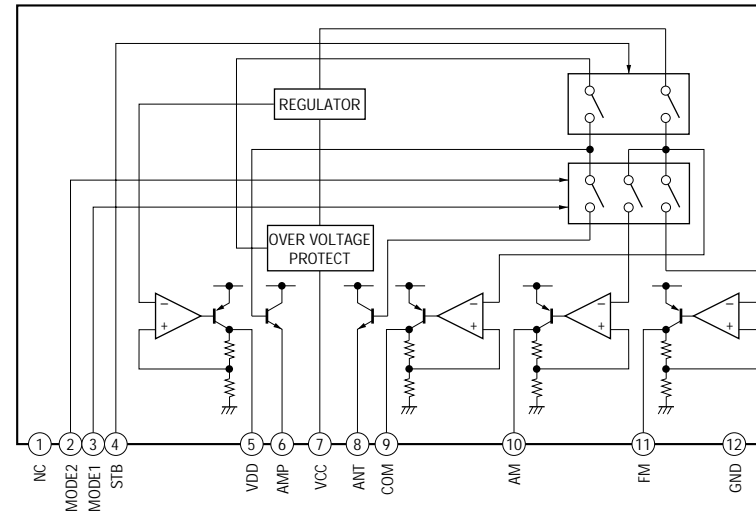 REGULATOR
OVER VOLTAGE
PROTECT
− − − −
+ + + +
1 2 3 4 5 6 7 8 9 10 11 12
NC MODE2 MODE1 STB VDD AMP VCC ANT COM AM FM GND